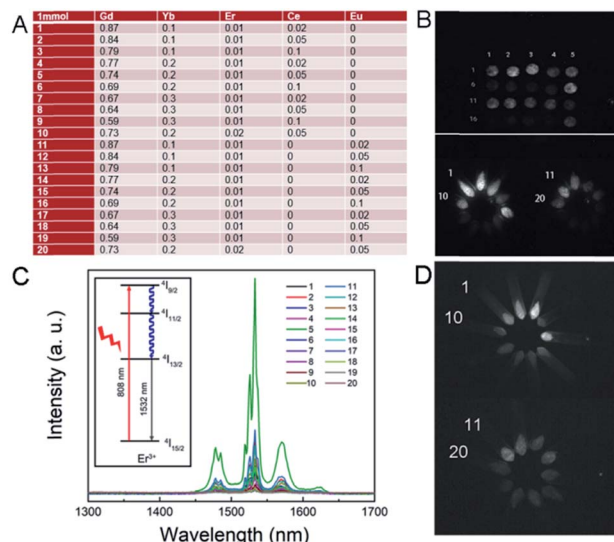 A
1mmol Gd Yb Er Ce Eu
1 0.87 0.1 0.01 0.02 0
2 0.84 0.1 0.01 0.05 0
3 0.79 0.1 0.01 0.1 0
4 0.77 0.2 0.01 0.02 0
5 0.74 0.2 0.01 0.05 0
6 0.69 0.2 0.01 0.1 0
7 0.67 0.3 0.01 0.02 0
8 0.64 0.3 0.01 0.05 0
9 0.59 0.3 0.01 0.1 0
10 0.73 0.2 0.02 0.05 0
11 0.87 0.1 0.01 0 0.02
12 0.84 0.1 0.01 0 0.05
13 0.79 0.1 0.01 0 0.1
14 0.77 0.2 0.01 0 0.02
15 0.74 0.2 0.01 0 0.05
16 0.69 0.2 0.01 0 0.1
17 0.67 0.3 0.01 0 0.02
18 0.64 0.3 0.01 0 0.05
19 0.59 0.3 0.01 0 0.1
20 0.73 0.2 0.02 0 0.05
B
1 2 3 4 5
1
6
11
16
1 11
10 20
C
Intensity (a. u.)
⁴I9/2
⁴I11/2
⁴I13/2
⁴I15/2
808 nm
1532 nm
Er³⁺
1 11
2 12
3 13
4 14
5 15
6 16
7 17
8 18
9 19
10 20
1300 1400 1500 1600 1700
Wavelength (nm)
D
1
10
11
20